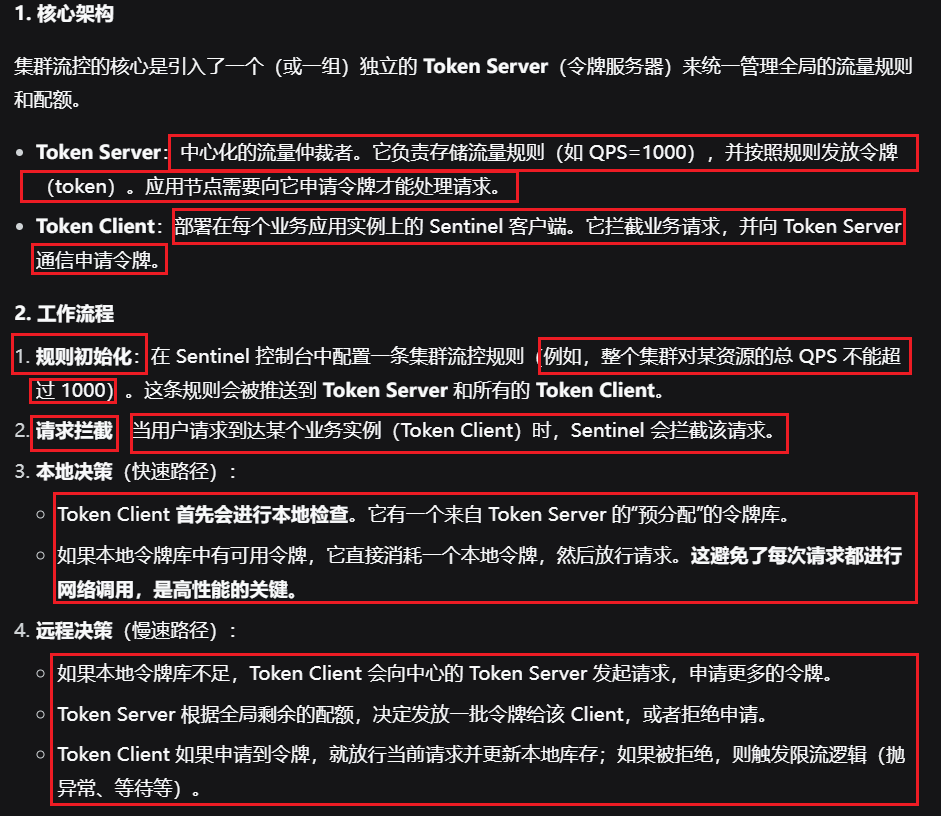 1. 核心架构
集群流控的核心是引入了一个（或一组）独立的 Token Server（令牌服务器）来统一管理全局的流量规则
和配额。
• Token Server：中心化的流量仲裁者。它负责存储流量规则（如 QPS=1000），并按照规则发放令牌
（token）。应用节点需要向它申请令牌才能处理请求。
• Token Client：部署在每个业务应用实例上的 Sentinel 客户端。它拦截业务请求，并向 Token Server
通信申请令牌。
2. 工作流程
1. 规则初始化：在 Sentinel 控制台中配置一条集群流控规则（例如，整个集群对某资源的总 QPS 不能超
过 1000）。这条规则会被推送到 Token Server 和所有的 Token Client。
2. 请求拦截 当用户请求到达某个业务实例（Token Client）时，Sentinel 会拦截该请求。
3. 本地决策（快速路径）：
○ Token Client 首先会进行本地检查。它有一个来自 Token Server 的“预分配”的令牌库。
○ 如果本地令牌库中有可用令牌，它直接消耗一个本地令牌，然后放行请求。这避免了每次请求都进行
网络调用，是高性能的关键。
4. 远程决策（慢速路径）：
○ 如果本地令牌库不足，Token Client 会向中心的 Token Server 发起请求，申请更多的令牌。
○ Token Server 根据全局剩余的配额，决定发放一批令牌给该 Client，或者拒绝申请。
○ Token Client 如果申请到令牌，就放行当前请求并更新本地库存；如果被拒绝，则触发限流逻辑（抛
异常、等待等）。